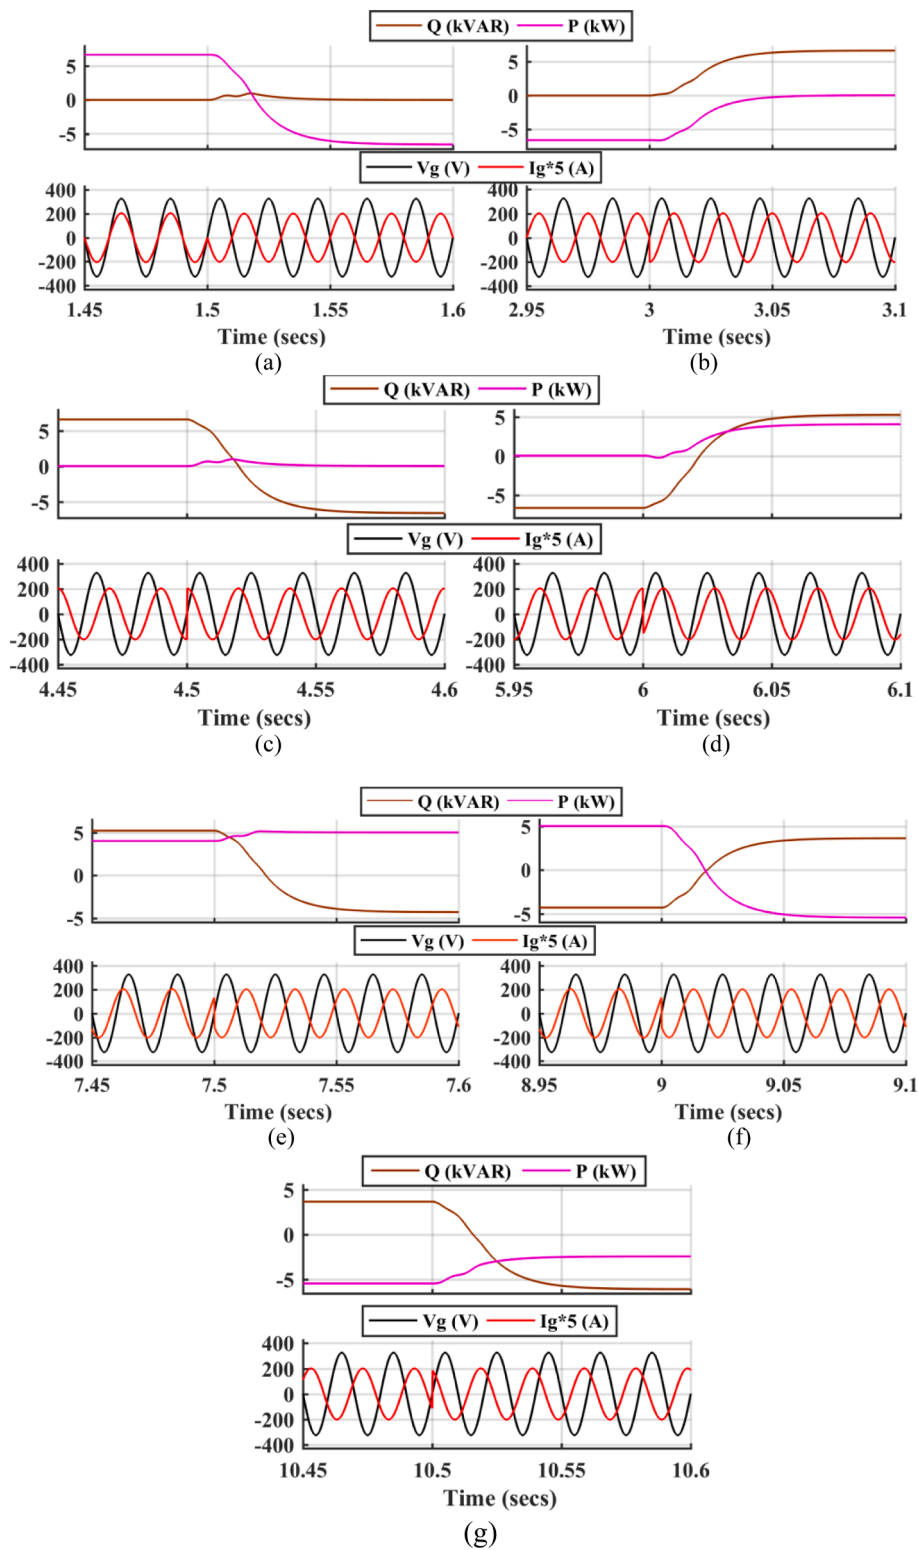 Q (kVAR) P (kW)
5
0
-5
5
0
-5
Vg (V) Ig*5 (A)
400
200
0
-200
-400
400
200
0
-200
-400
1.45 1.5 1.55 1.6
2.95 3 3.05 3.1
Time (secs)
Time (secs)
(a)
(b)
Q (kVAR) P (kW)
5
0
-5
5
0
-5
Vg (V) Ig*5 (A)
400
200
0
-200
-400
400
200
0
-200
-400
4.45 4.5 4.55 4.6
5.95 6 6.05 6.1
Time (secs)
Time (secs)
(c)
(d)
Q (kVAR) P (kW)
5
0
-5
5
0
-5
Vg (V) Ig*5 (A)
400
200
0
-200
-400
400
200
0
-200
-400
7.45 7.5 7.55 7.6
8.95 9 9.05 9.1
Time (secs)
Time (secs)
(e)
(f)
Q (kVAR) P (kW)
5
0
-5
Vg (V) Ig*5 (A)
400
200
0
-200
-400
10.45 10.5 10.55 10.6
Time (secs)
(g)